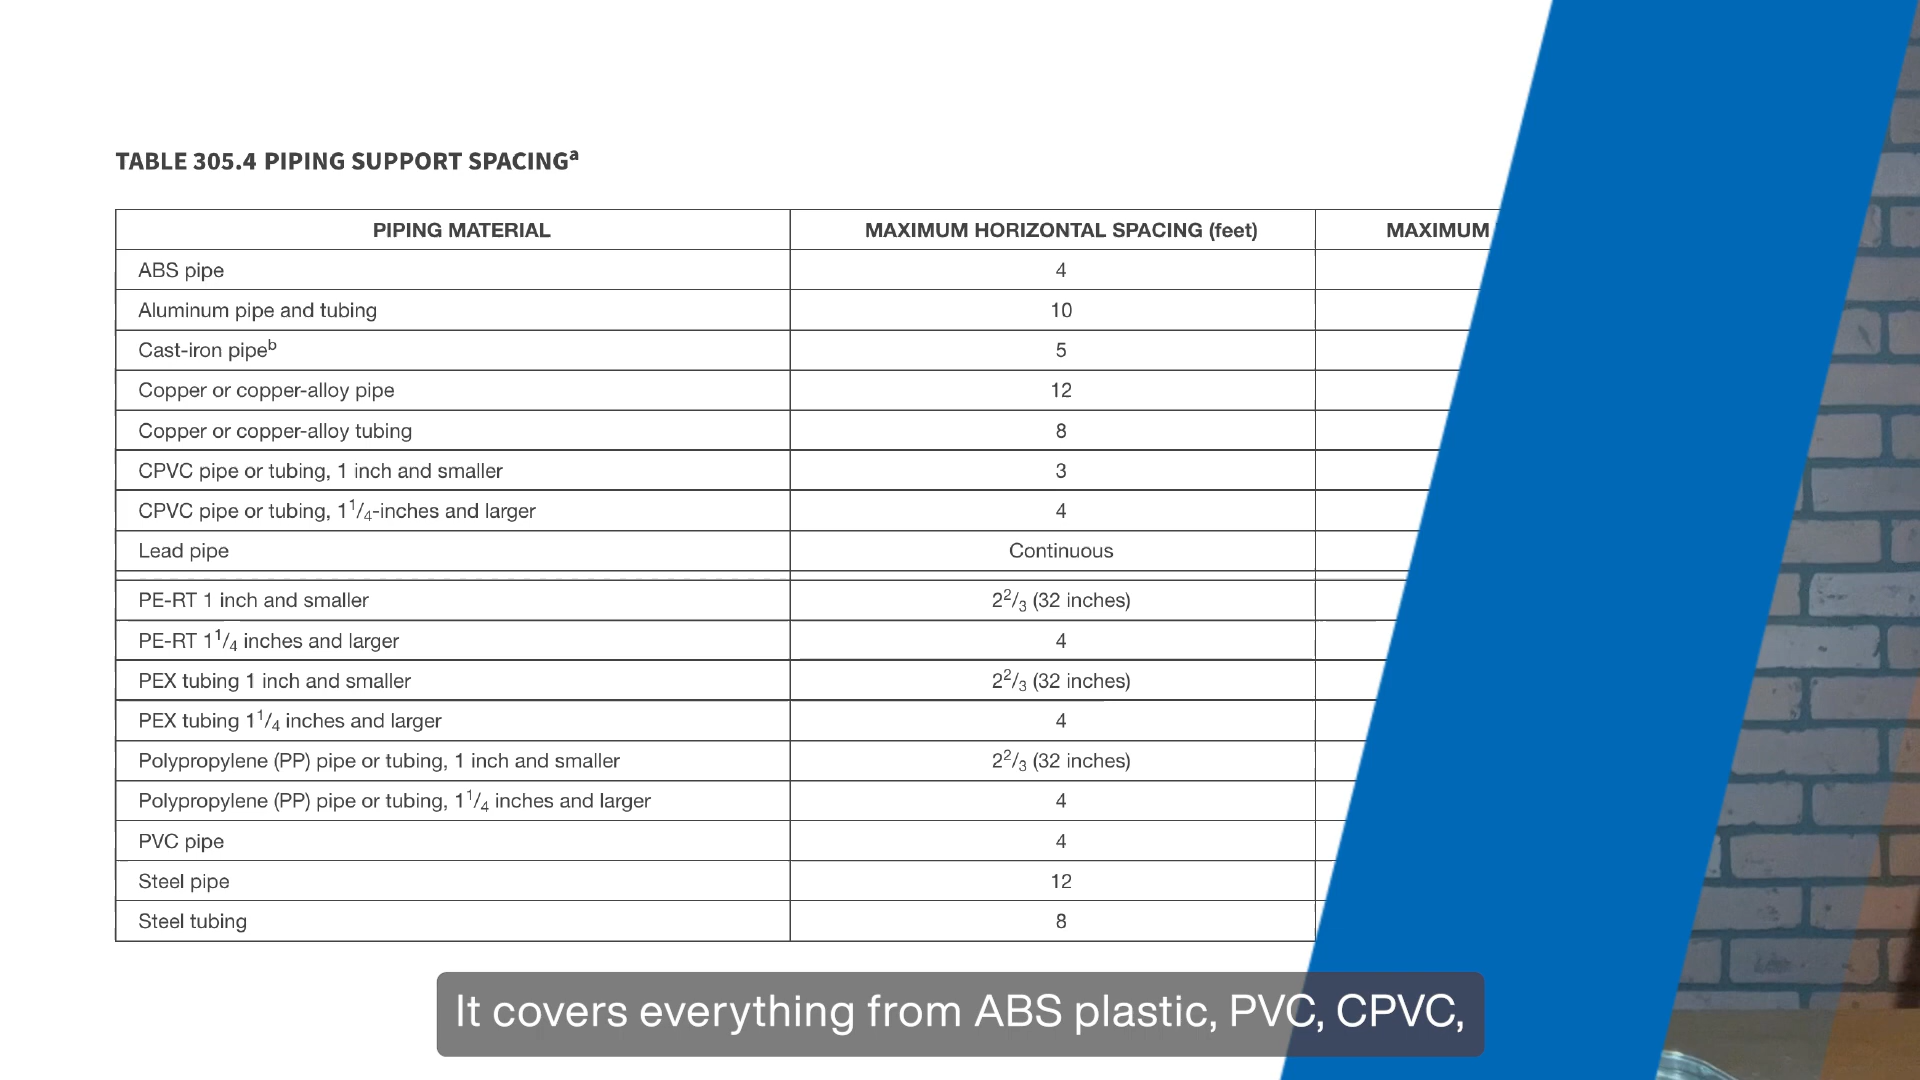 TABLE 305.4 PIPING SUPPORT SPACINGᵃ
PIPING MATERIAL MAXIMUM HORIZONTAL SPACING (feet) MAXIMUM
ABS pipe 4
Aluminum pipe and tubing 10
Cast-iron pipeᵇ 5
Copper or copper-alloy pipe 12
Copper or copper-alloy tubing 8
CPVC pipe or tubing, 1 inch and smaller 3
CPVC pipe or tubing, 1¹/₄-inches and larger 4
Lead pipe Continuous
PE-RT 1 inch and smaller 2²/₃ (32 inches)
PE-RT 1¹/₄ inches and larger 4
PEX tubing 1 inch and smaller 2²/₃ (32 inches)
PEX tubing 1¹/₄ inches and larger 4
Polypropylene (PP) pipe or tubing, 1 inch and smaller 2²/₃ (32 inches)
Polypropylene (PP) pipe or tubing, 1¹/₄ inches and larger 4
PVC pipe 4
Steel pipe 12
Steel tubing 8
It covers everything from ABS plastic, PVC, CPVC,